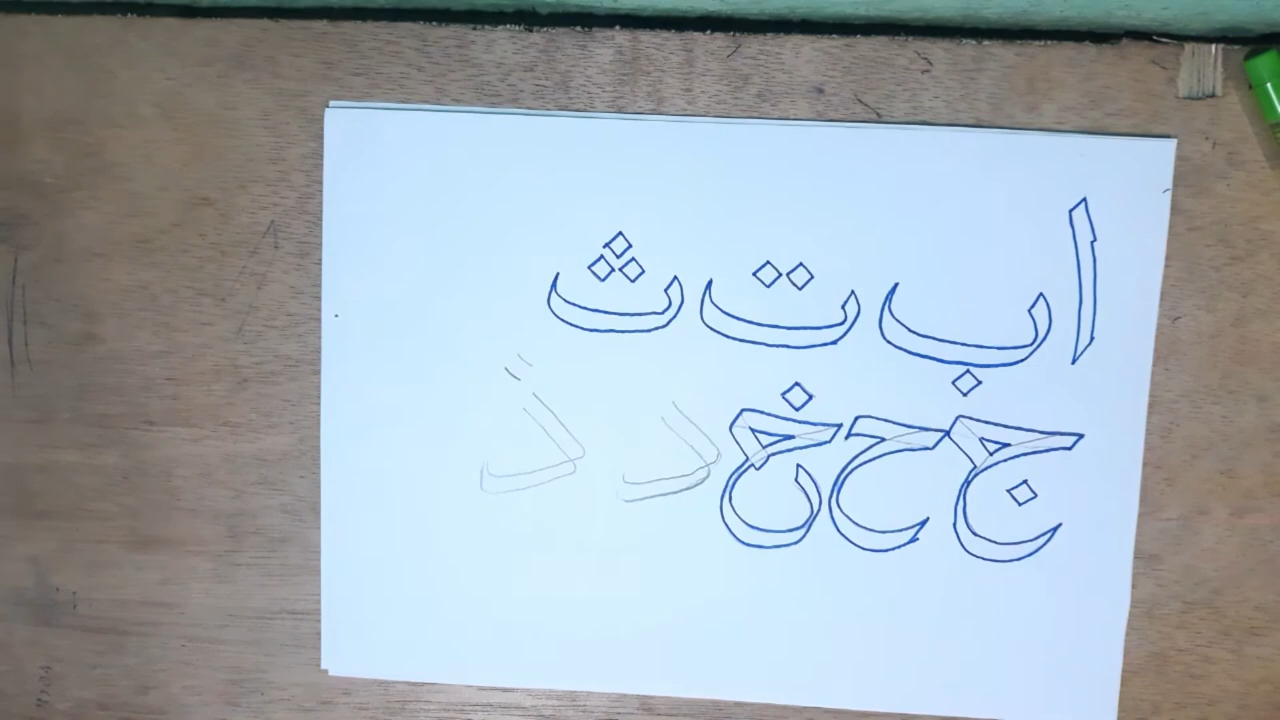 ا ب ت ث
ج ح خ د ذ